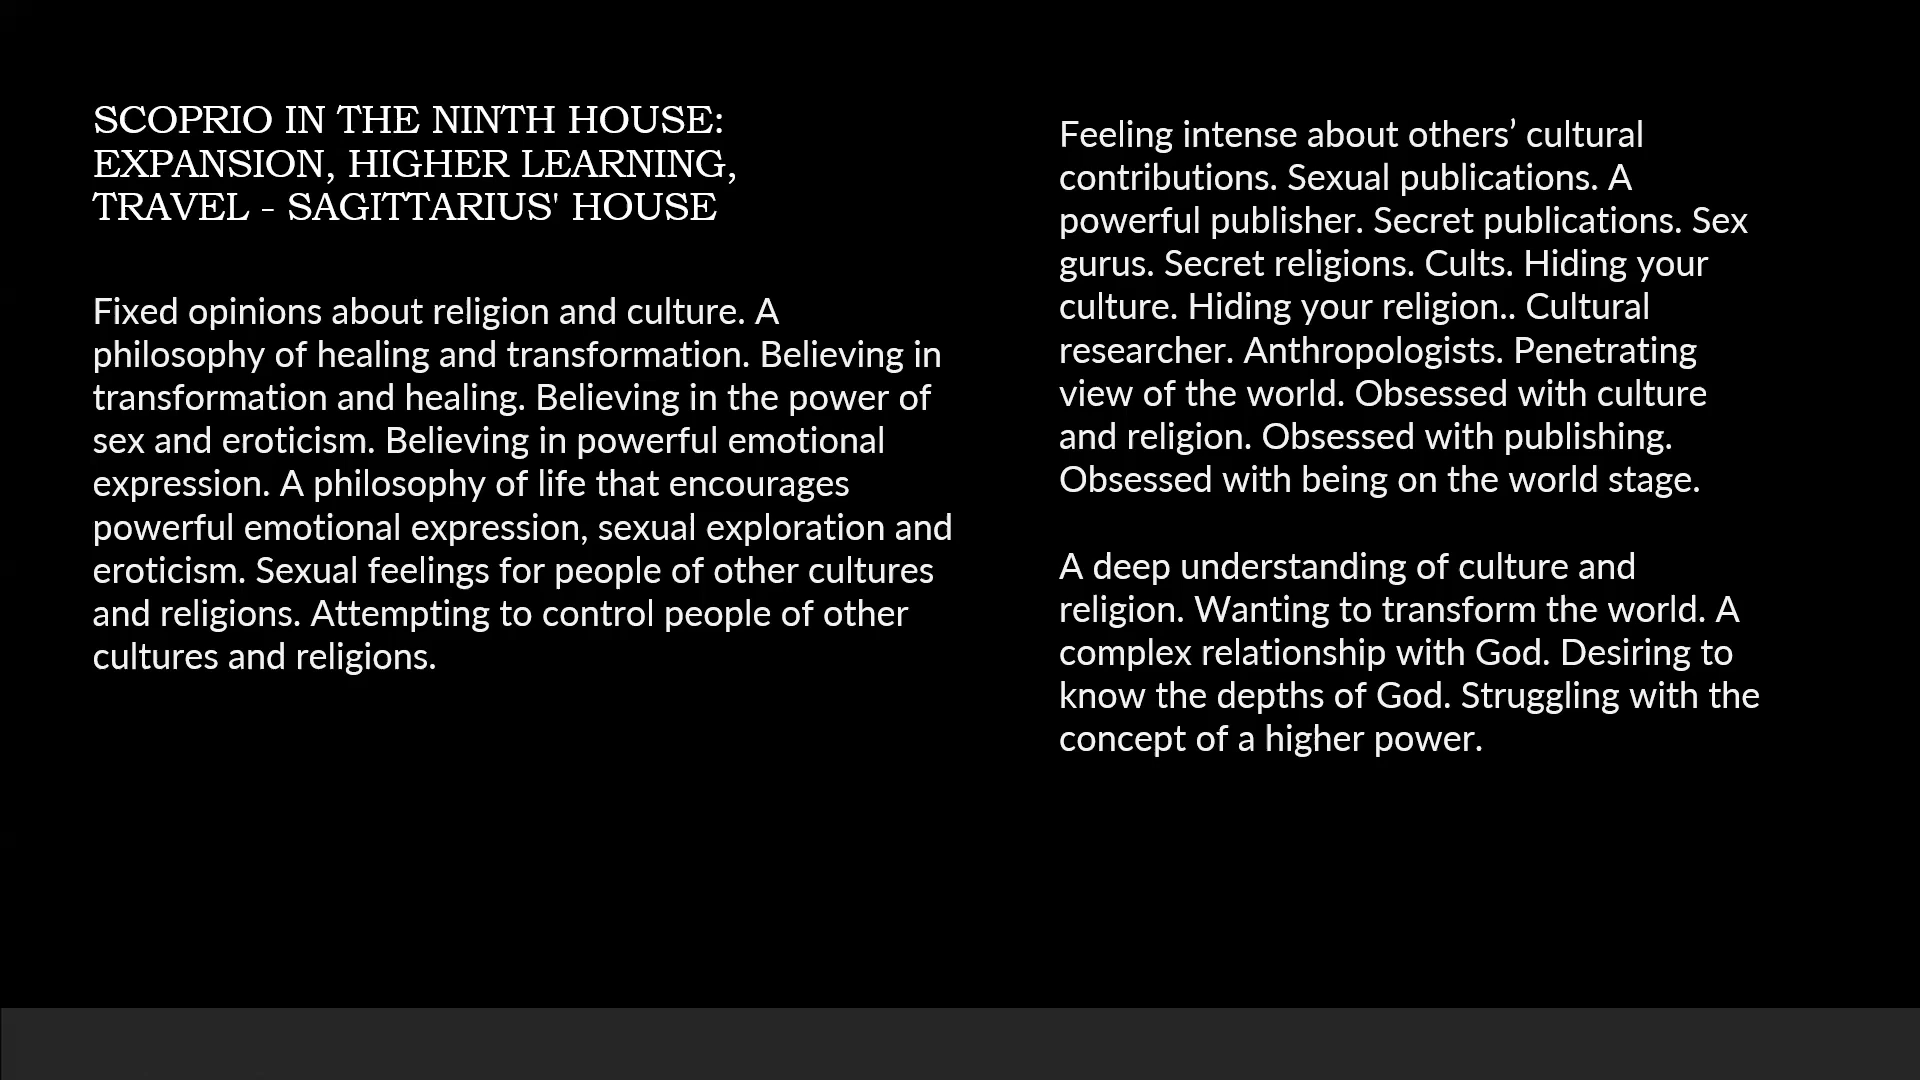 SCOPRIO IN THE NINTH HOUSE:
EXPANSION, HIGHER LEARNING,
TRAVEL - SAGITTARIUS' HOUSE
Fixed opinions about religion and culture. A
philosophy of healing and transformation. Believing in
transformation and healing. Believing in the power of
sex and eroticism. Believing in powerful emotional
expression. A philosophy of life that encourages
powerful emotional expression, sexual exploration and
eroticism. Sexual feelings for people of other cultures
and religions. Attempting to control people of other
cultures and religions.
Feeling intense about others’ cultural
contributions. Sexual publications. A
powerful publisher. Secret publications. Sex
gurus. Secret religions. Cults. Hiding your
culture. Hiding your religion.. Cultural
researcher. Anthropologists. Penetrating
view of the world. Obsessed with culture
and religion. Obsessed with publishing.
Obsessed with being on the world stage.
A deep understanding of culture and
religion. Wanting to transform the world. A
complex relationship with God. Desiring to
know the depths of God. Struggling with the
concept of a higher power.